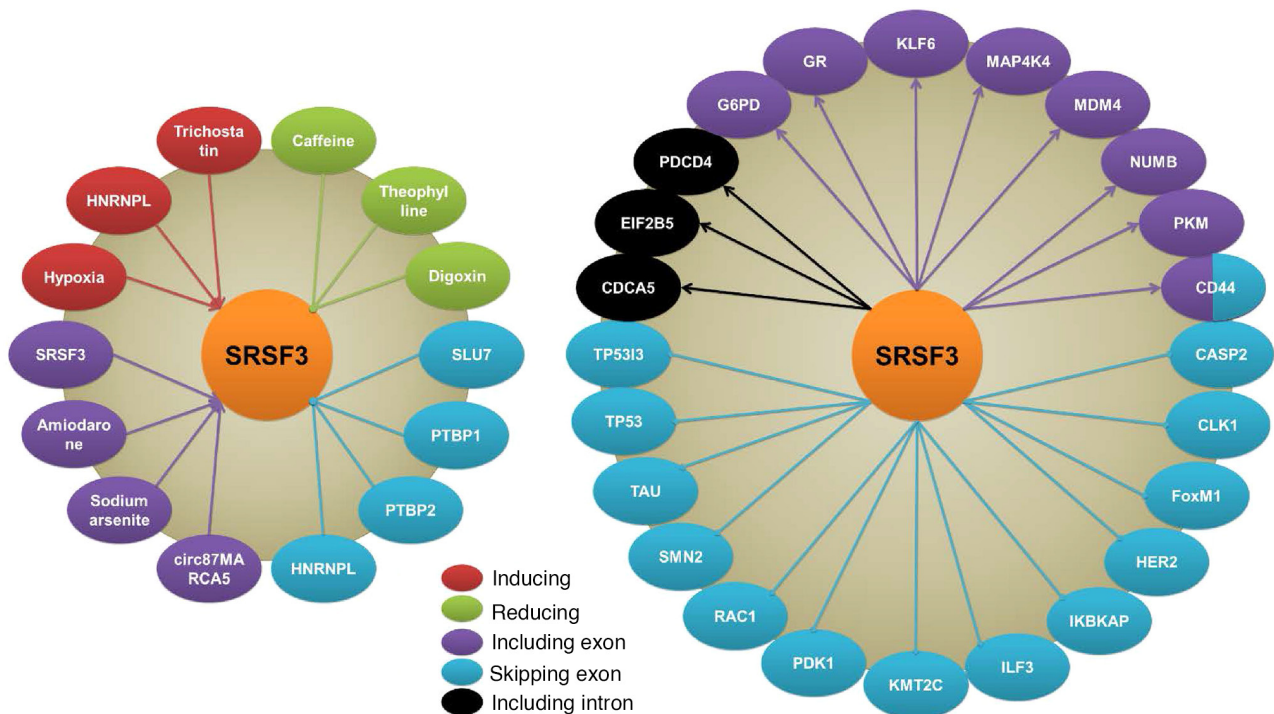 Trichosta
tin
Caffeine
HNRNPL
Theophyl
line
Hypoxia
Digoxin
SRSF3
SRSF3
SLU7
Amiodaro
ne
PTBP1
Sodium
arsenite
PTBP2
circ87MA
RCA5
HNRNPL
Inducing
Reducing
Including exon
Skipping exon
Including intron
KLF6
GR
MAP4K4
G6PD
MDM4
PDCD4
NUMB
EIF2B5
PKM
CDCA5
CD44
SRSF3
TP53I3
CASP2
TP53
CLK1
TAU
FoxM1
SMN2
HER2
RAC1
IKBKAP
PDK1
ILF3
KMT2C